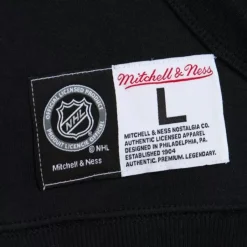 OFFICIAL LICENSED PRODUCT
NHL
© NHL
Mitchell & Ness
Mitchell & Ness
L
MITCHELL & NESS NOSTALGIA CO.
AUTHENTIC LICENSED APPAREL
DESIGNED IN PHILADELPHIA, PA.
ESTABLISHED 1904
AUTHENTIC. PREMIUM. LEGENDARY.